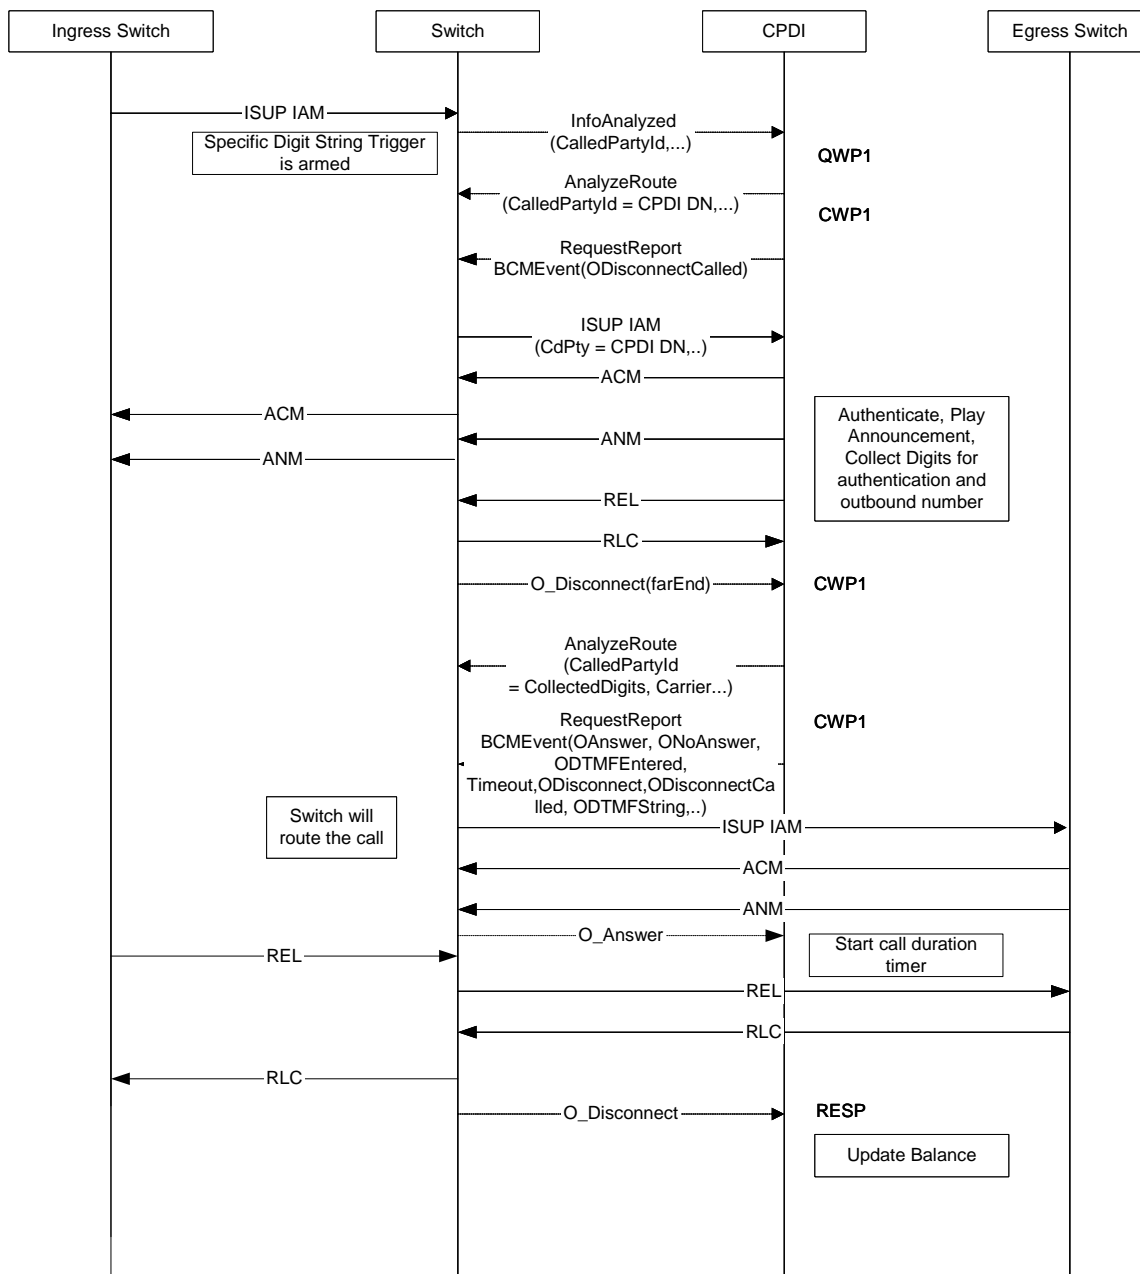 Ingress Switch
Switch
CPDI
Egress Switch
ISUP IAM
InfoAnalyzed
(CalledPartyId,...)
Specific Digit String Trigger
is armed
QWP1
AnalyzeRoute
(CalledPartyId = CPDI DN,...)
CWP1
RequestReport
BCMEvent(ODisconnectCalled)
ISUP IAM
(CdPty = CPDI DN,..)
ACM
ACM
Authenticate, Play
Announcement,
Collect Digits for
authentication and
outbound number
ANM
ANM
REL
RLC
O_Disconnect(farEnd)
CWP1
AnalyzeRoute
(CalledPartyId
= CollectedDigits, Carrier...)
RequestReport
BCMEvent(OAnswer, ONoAnswer,
ODTMFEntered,
Timeout,ODisconnect,ODisconnectCa
lled, ODTMFString,..)
CWP1
Switch will
route the call
ISUP IAM
ACM
ANM
O_Answer
Start call duration
timer
REL
REL
RLC
RLC
O_Disconnect
RESP
Update Balance